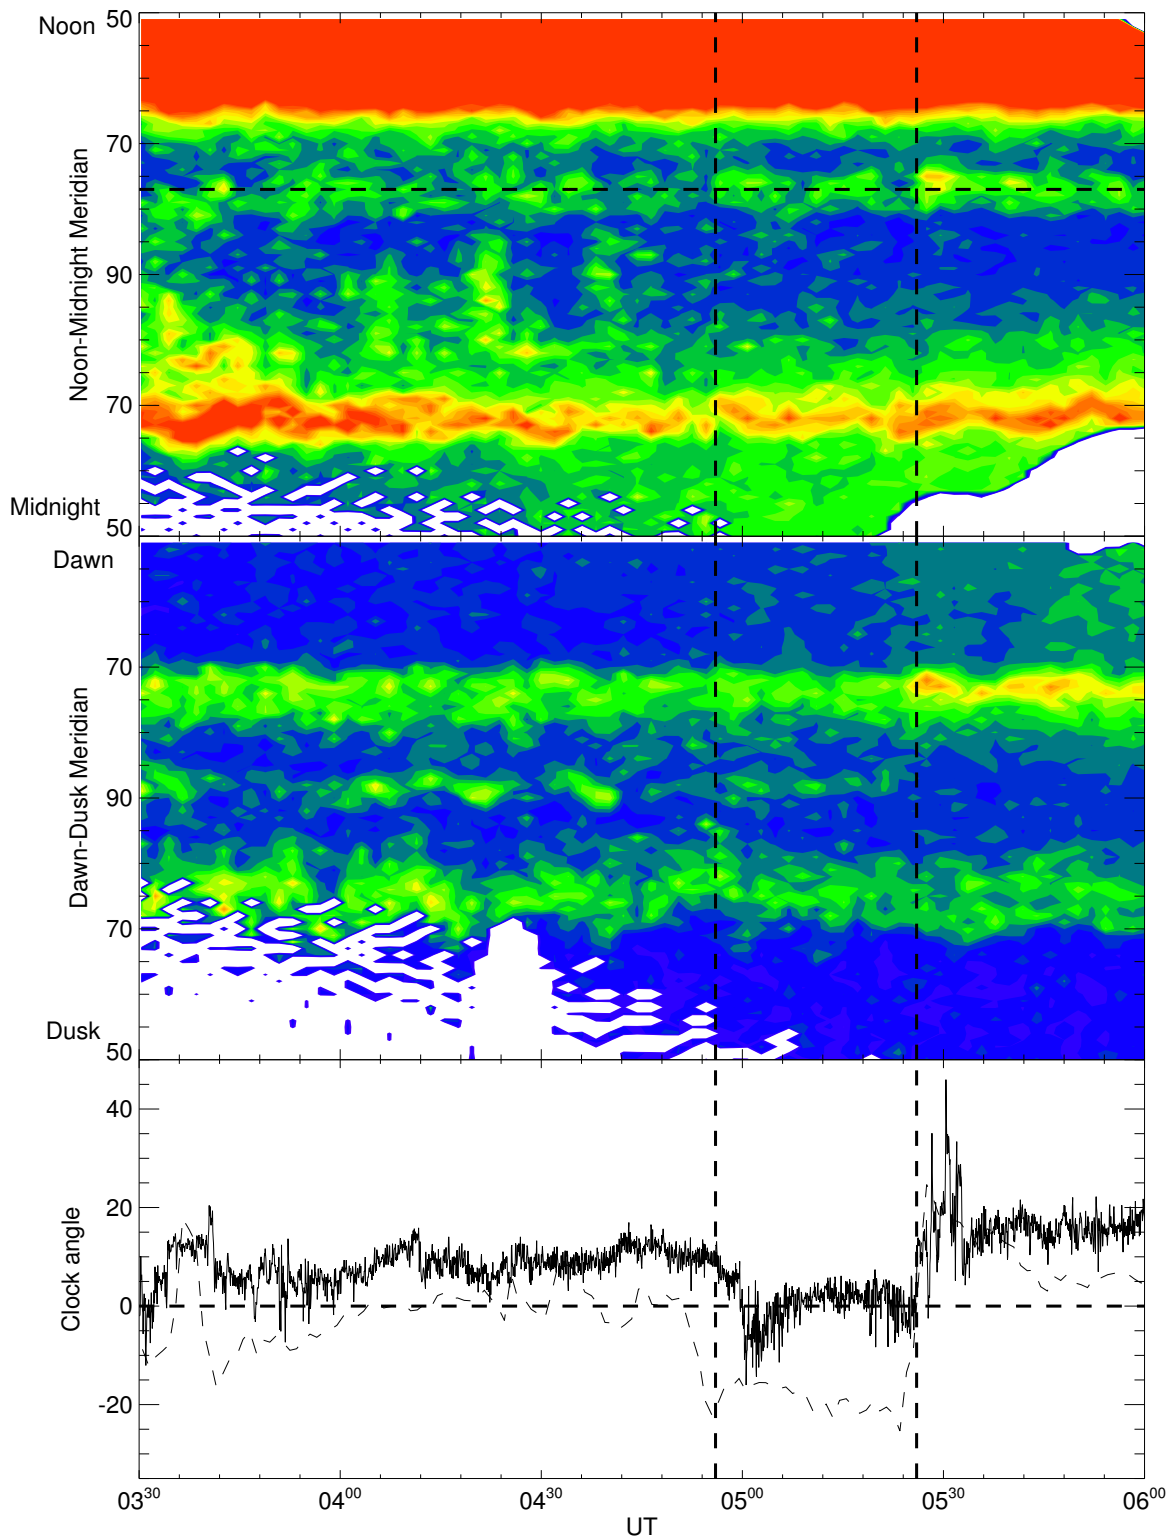 Noon
50
70
90
70
50
Midnight
Noon-Midnight Meridian
Dawn
70
90
70
50
Dusk
Dawn-Dusk Meridian
40
20
0
-20
Clock angle
03³⁰
04⁰⁰
04³⁰
05⁰⁰
05³⁰
06⁰⁰
UT